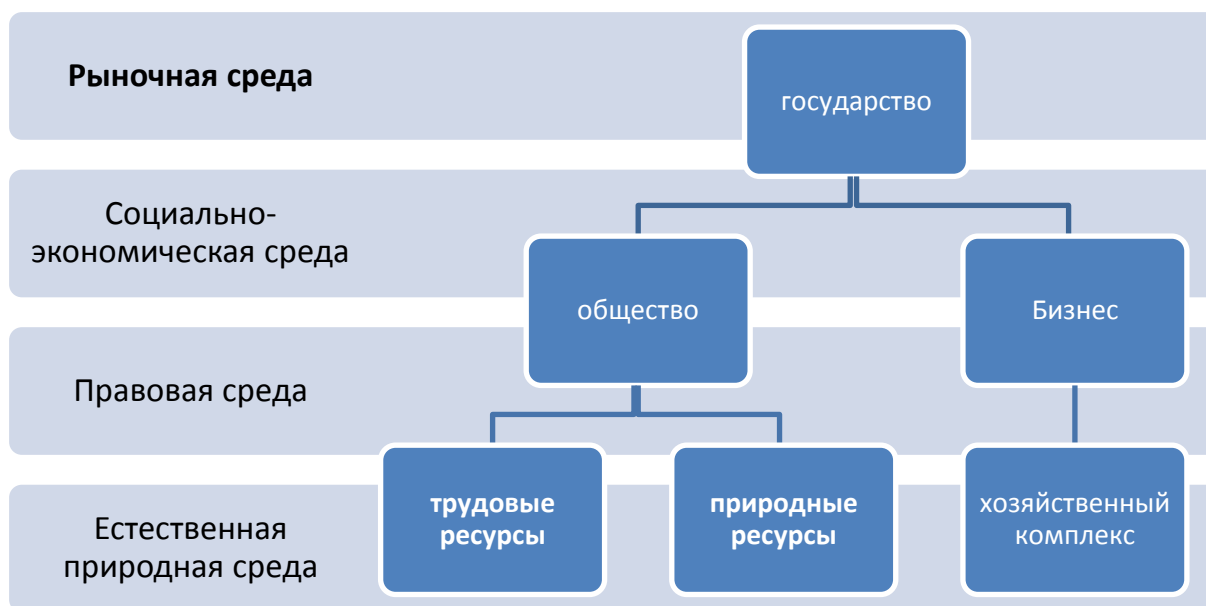 Рыночная среда
государство
Социально-
экономическая среда
общество
Бизнес
Правовая среда
трудовые
ресурсы
природные
ресурсы
хозяйственный
комплекс
Естественная
природная среда